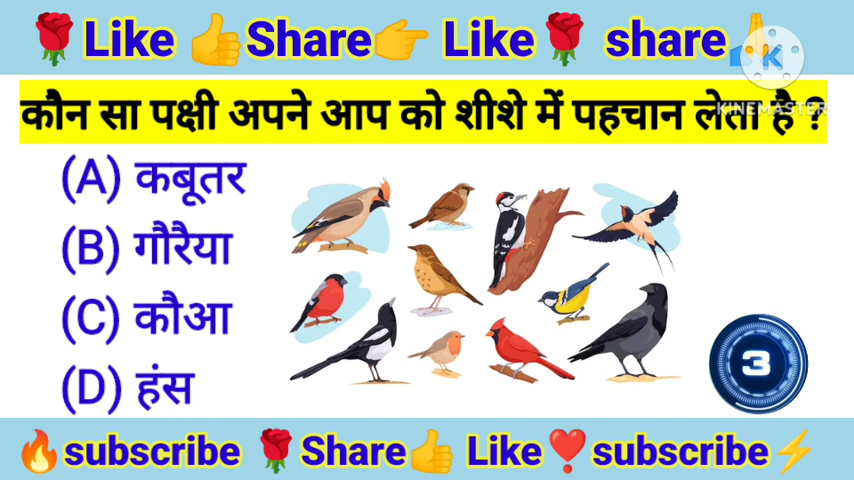 🌹Like 👍Share👉 Like🌹 share🙏
K
KINEMASTER
कौन सा पक्षी अपने आप को शीशे में पहचान लेता है ?
(A) कबूतर
(B) गौरैया
(C) कौआ
(D) हंस
3
🔥subscribe 🌹Share👍 Like❣️subscribe⚡